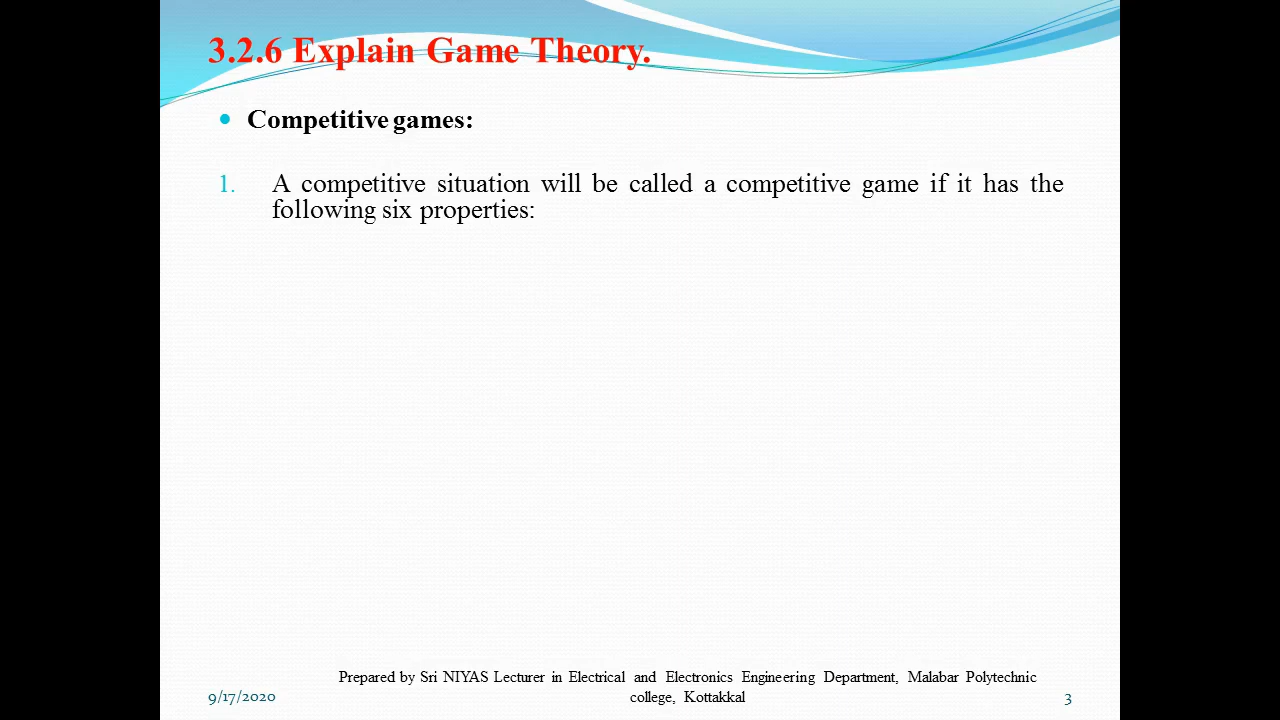 3.2.6 Explain Game Theory.
• Competitive games:
1. A competitive situation will be called a competitive game if it has the
following six properties:
Prepared by Sri NIYAS Lecturer in Electrical and Electronics Engineering Department, Malabar Polytechnic
9/17/2020 college, Kottakkal 3